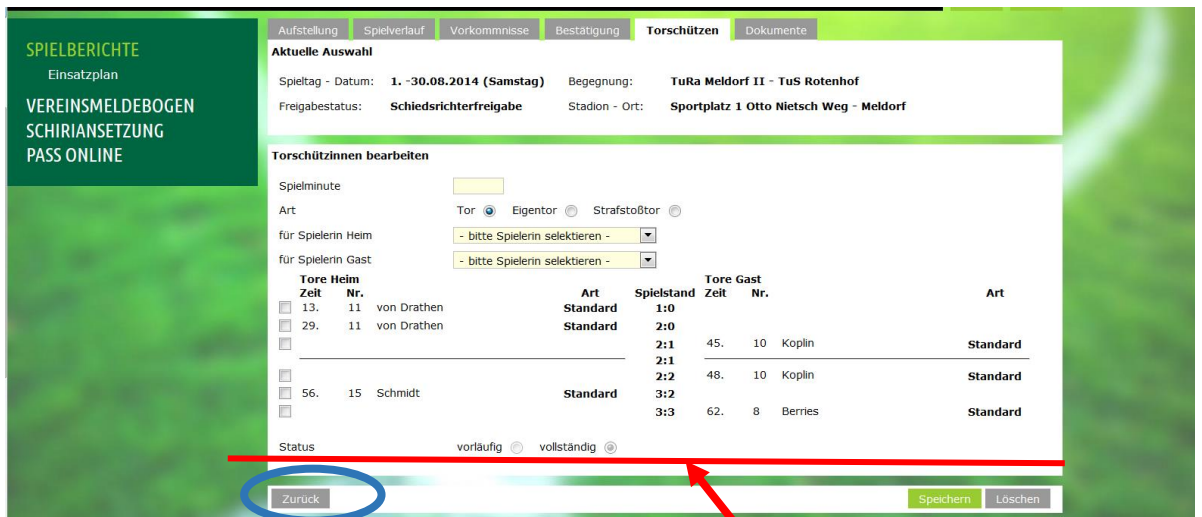 SPIELBERICHTE
Einsatzplan
VEREINSMELDEBOGEN
SCHIRIANSETZUNG
PASS ONLINE
Aufstellung Spielverlauf Vorkommnisse Bestätigung Torschützen Dokumente
Aktuelle Auswahl
Spieltag - Datum: 1. -30.08.2014 (Samstag) Begegnung: TuRa Meldorf II - TuS Rotenhof
Freigabestatus: Schiedsrichterfreigabe Stadion - Ort: Sportplatz 1 Otto Nietsch Weg - Meldorf
Torschützinnen bearbeiten
Spielminute
Art Tor Eigentor Strafstoßtor
für Spielerin Heim - bitte Spielerin selektieren -
für Spielerin Gast - bitte Spielerin selektieren -
Tore Heim Tore Gast
Zeit Nr. Art Spielstand Zeit Nr. Art
13. 11 von Drathen Standard 1:0
29. 11 von Drathen Standard 2:0
2:1 45. 10 Koplin Standard
2:1
2:2 48. 10 Koplin Standard
56. 15 Schmidt Standard 3:2
3:3 62. 8 Berries Standard
Status vorläufig vollständig
Zurück Speichern Löschen